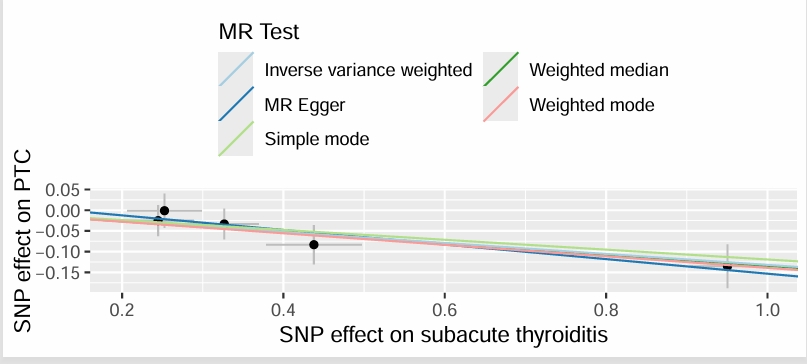 MR Test
Inverse variance weighted
Weighted median
MR Egger
Weighted mode
Simple mode
SNP effect on PTC
0.05
0.00
−0.05
−0.10
−0.15
0.2 0.4 0.6 0.8 1.0
SNP effect on subacute thyroiditis